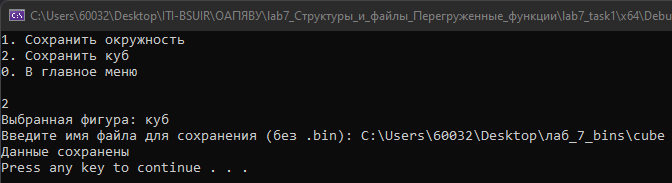 C:\Users\60032\Desktop\ITI-BSUIR\ОАПЯВУ\lab7_Структуры_и_файлы_Перегруженные_функции\lab7_task1\x64\Debu
1. Сохранить окружность
2. Сохранить куб
0. В главное меню
2
Выбранная фигура: куб
Введите имя файла для сохранения (без .bin): C:\Users\60032\Desktop\лаб_7_bins\cube
Данные сохранены
Press any key to continue . . .